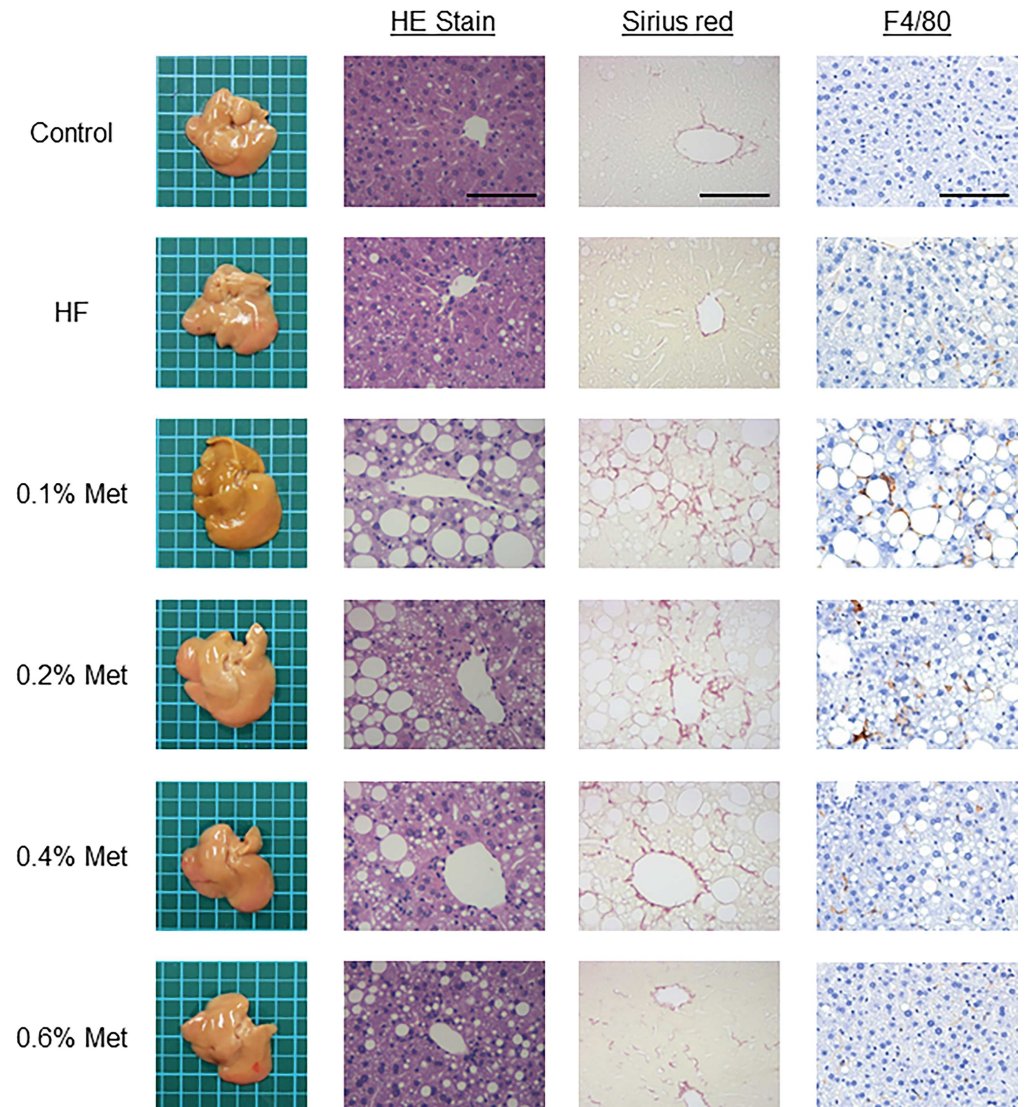 HE Stain Sirius red F4/80
Control
HF
0.1% Met
0.2% Met
0.4% Met
0.6% Met